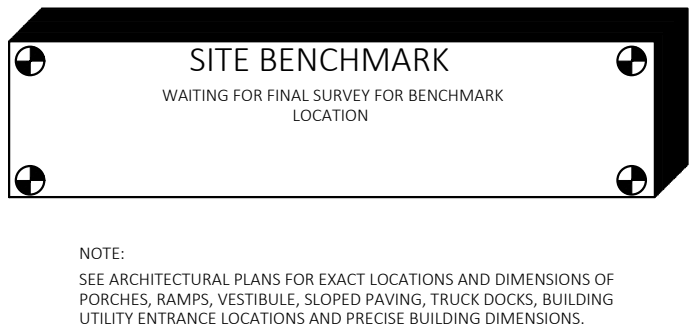 SITE BENCHMARK
WAITING FOR FINAL SURVEY FOR BENCHMARK
LOCATION
NOTE:
SEE ARCHITECTURAL PLANS FOR EXACT LOCATIONS AND DIMENSIONS OF
PORCHES, RAMPS, VESTIBULE, SLOPED PAVING, TRUCK DOCKS, BUILDING
UTILITY ENTRANCE LOCATIONS AND PRECISE BUILDING DIMENSIONS.